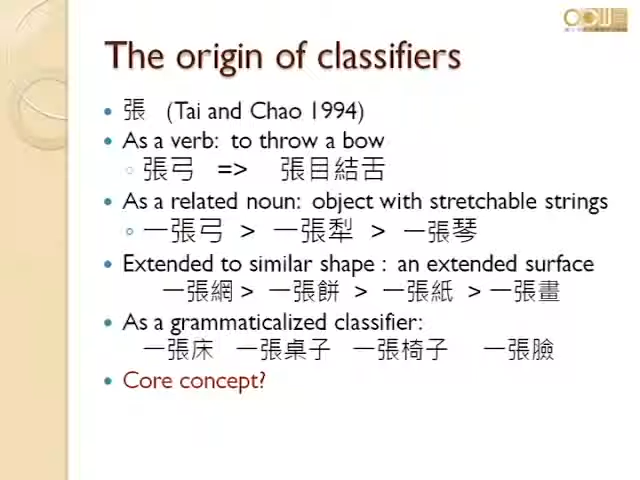 The origin of classifiers
張 (Tai and Chao 1994)
As a verb: to throw a bow
張弓 => 張目結舌
As a related noun: object with stretchable strings
一張弓 > 一張犁 > 一張琴
Extended to similar shape : an extended surface
一張網 > 一張餅 > 一張紙 > 一張畫
As a grammaticalized classifier:
一張床 一張桌子 一張椅子 一張臉
Core concept?